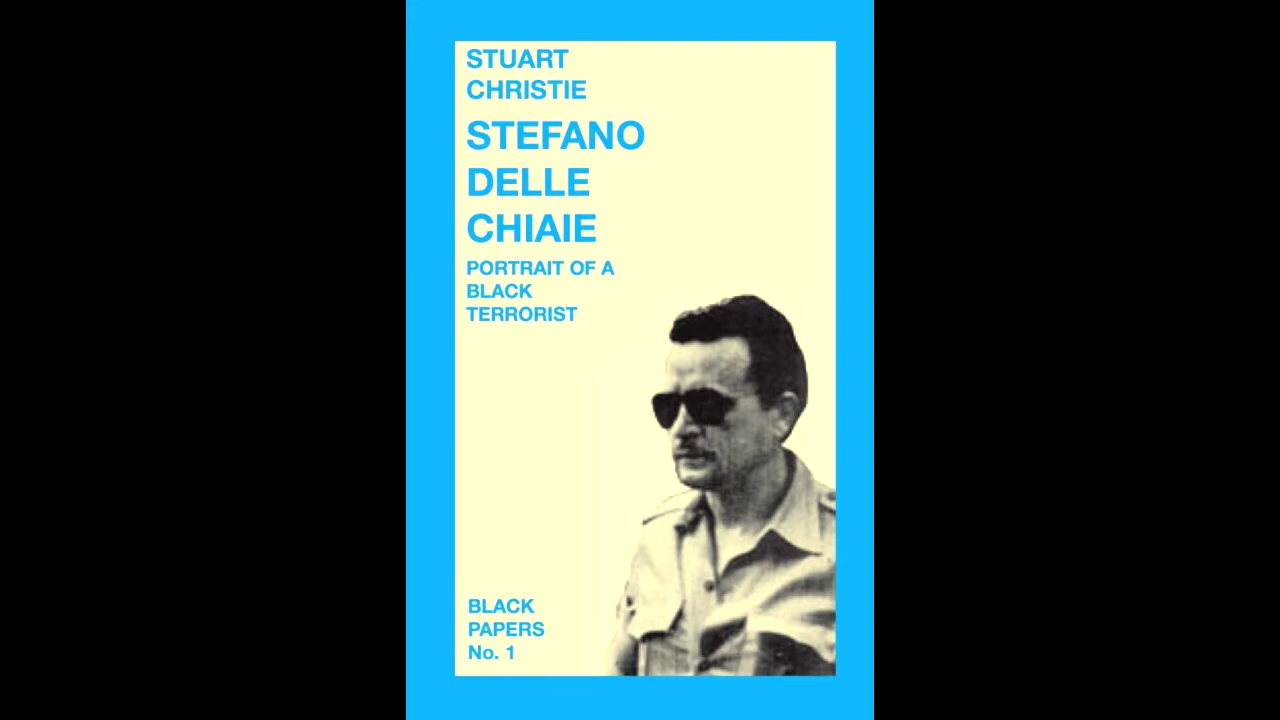 STUART
CHRISTIE
STEFANO
DELLE
CHIAIE
PORTRAIT OF A
BLACK
TERRORIST
BLACK
PAPERS
No. 1